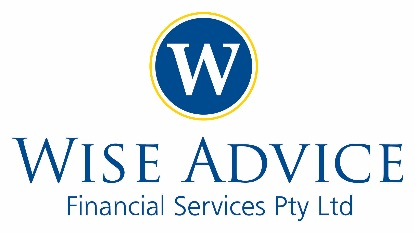 W
WISE ADVICE
Financial Services Pty Ltd